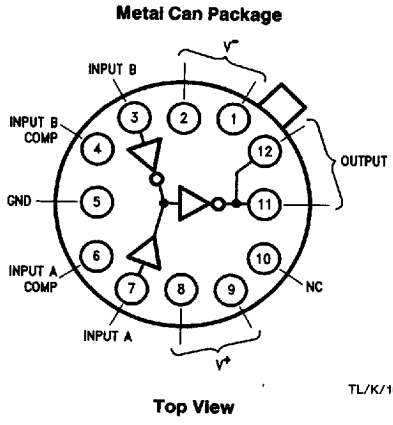 Metal Can Package
V⁻
INPUT B
3
2
1
INPUT B
COMP
4
12
OUTPUT
GND
5
11
6
10
INPUT A
COMP
7
8
9
NC
INPUT A
V⁺
TL/K/1
Top View